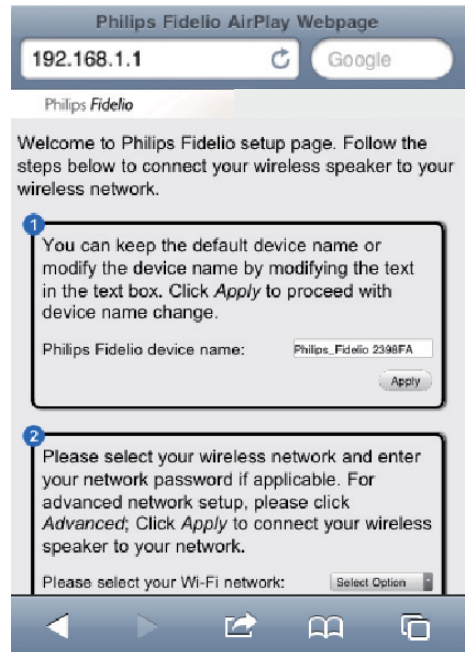 Philips Fidelio AirPlay Webpage
192.168.1.1
Google
Philips Fidelio
Welcome to Philips Fidelio setup page. Follow the
steps below to connect your wireless speaker to your
wireless network.
1
You can keep the default device name or
modify the device name by modifying the text
in the text box. Click Apply to proceed with
device name change.
Philips Fidelio device name: Philips_Fidelio 2398FA
Apply
2
Please select your wireless network and enter
your network password if applicable. For
advanced network setup, please click
Advanced; Click Apply to connect your wireless
speaker to your network.
Please select your Wi-Fi network: Select Option